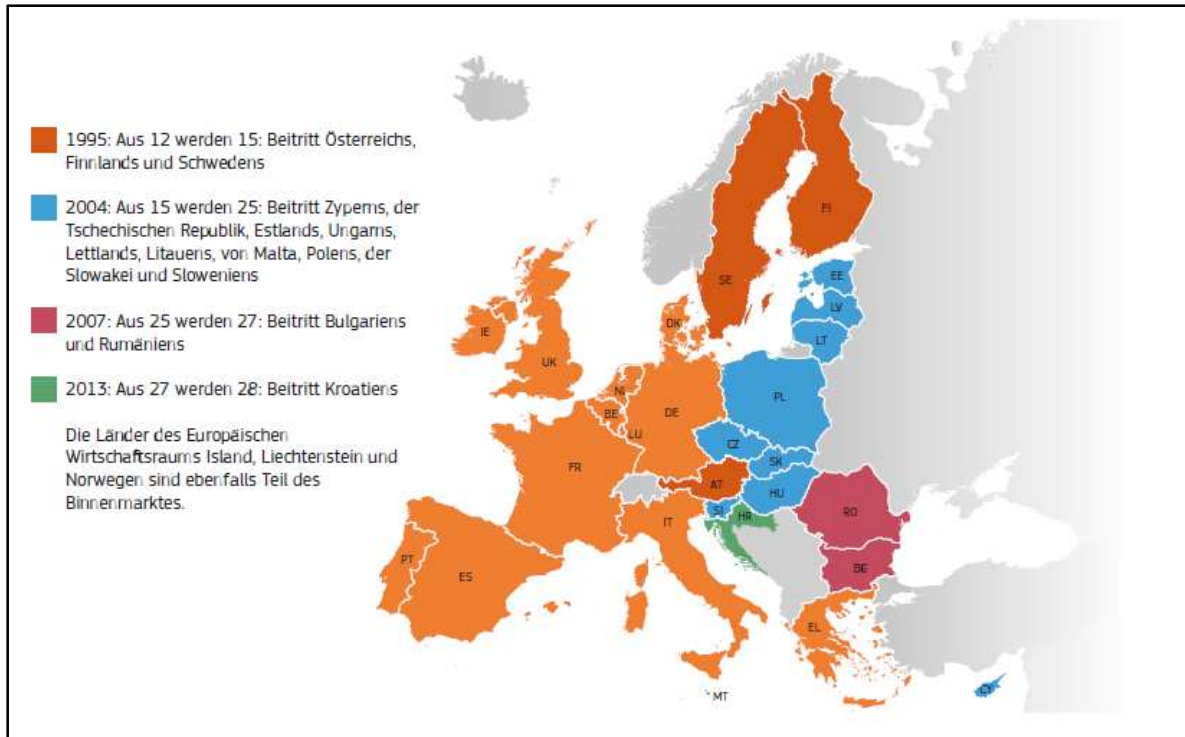 1995: Aus 12 werden 15: Beitritt Österreichs,
Finnlands und Schwedens
2004: Aus 15 werden 25: Beitritt Zyperns, der
Tschechischen Republik, Estlands, Ungarns,
Lettlands, Litauens, von Malta, Polens, der
Slowakei und Sloweniens
2007: Aus 25 werden 27: Beitritt Bulgariens
und Rumäniens
2013: Aus 27 werden 28: Beitritt Kroatiens
Die Länder des Europäischen
Wirtschaftsraums Island, Liechtenstein und
Norwegen sind ebenfalls Teil des
Binnenmarktes.
FI
SE
EE
LV
LT
DK
IE
UK
NI
BE
DE
PL
LU
CZ
SK
FR
AT
HU
SI
HR
RO
IT
BE
PT
ES
EL
MT
CY